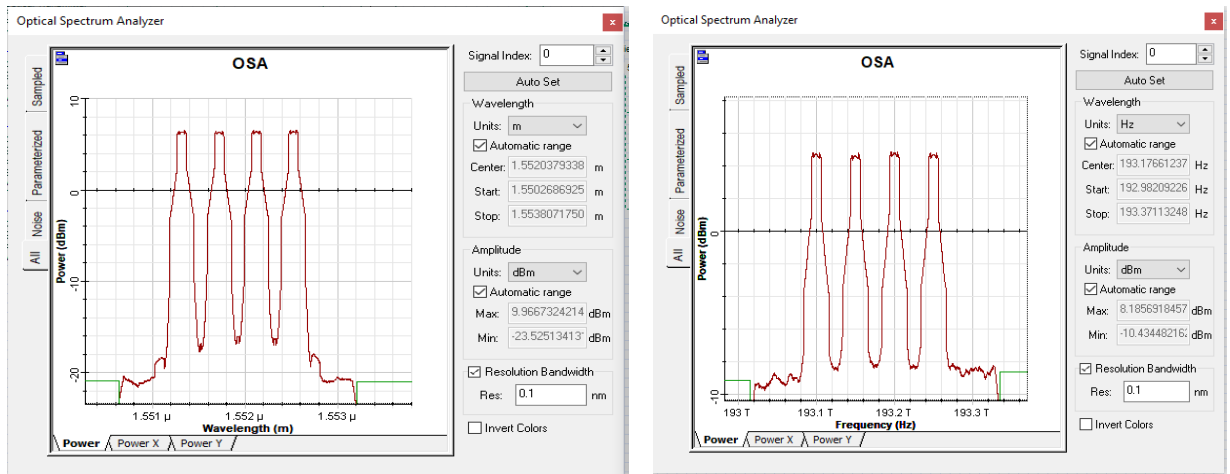 Optical Spectrum Analyzer
x
OSA
Sampled
Parameterized
Noise
All
Power (dBm)
10
0
-10
-20
1.551 µ
1.552 µ
1.553 µ
Wavelength (m)
Power
Power X
Power Y
Signal Index: 0
Auto Set
Wavelength
Units: m
Automatic range
Center: 1.5520379338 m
Start: 1.5502686925 m
Stop: 1.5538071750 m
Amplitude
Units: dBm
Automatic range
Max: 9.9667324214 dBm
Min: dBm
Resolution Bandwidth
Res: 0.1 nm
Invert Colors
Optical Spectrum Analyzer
x
OSA
Sampled
Parameterized
Noise
All
Power (dBm)
0
-10
193 T
193.1 T
193.2 T
193.3 T
Frequency (Hz)
Power
Power X
Power Y
Signal Index: 0
Auto Set
Wavelength
Units: Hz
Automatic range
Center: 193.17661237 Hz
Start: 192.98209226 Hz
Stop: 193.37113248 Hz
Amplitude
Units: dBm
Automatic range
Max: 8.1856918457 dBm
Min: dBm
Resolution Bandwidth
Res: 0.1 nm
Invert Colors